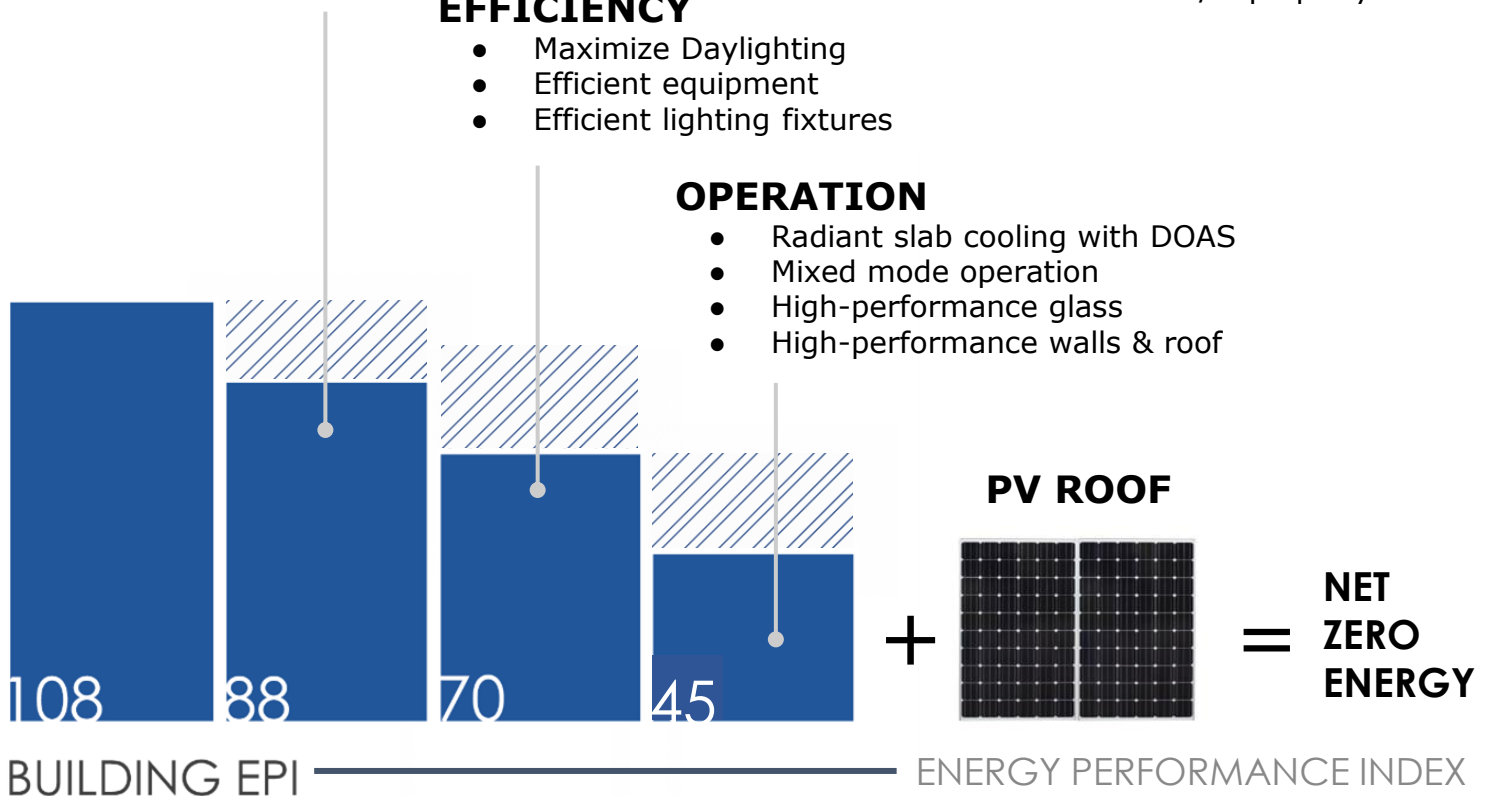 EFFICIENCY
● Maximize Daylighting
● Efficient equipment
● Efficient lighting fixtures
OPERATION
● Radiant slab cooling with DOAS
● Mixed mode operation
● High-performance glass
● High-performance walls & roof
PV ROOF
+
=
NET
ZERO
ENERGY
108
88
70
45
BUILDING EPI
ENERGY PERFORMANCE INDEX